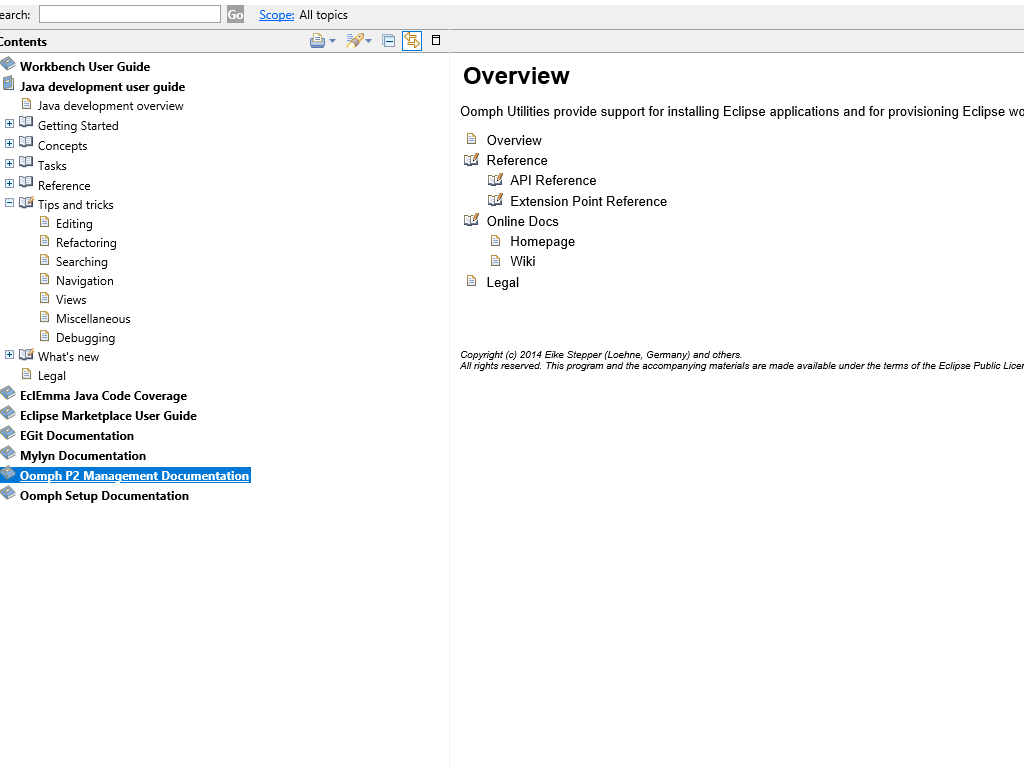 earch: Go Scope: All topics
Contents
Workbench User Guide
Java development user guide
Java development overview
Getting Started
Concepts
Tasks
Reference
Tips and tricks
Editing
Refactoring
Searching
Navigation
Views
Miscellaneous
Debugging
What's new
Legal
EclEmma Java Code Coverage
Eclipse Marketplace User Guide
EGit Documentation
Mylyn Documentation
Oomph P2 Management Documentation
Oomph Setup Documentation
Overview
Oomph Utilities provide support for installing Eclipse applications and for provisioning Eclipse wo
Overview
Reference
API Reference
Extension Point Reference
Online Docs
Homepage
Wiki
Legal
Copyright (c) 2014 Eike Stepper (Loehne, Germany) and others.
All rights reserved. This program and the accompanying materials are made available under the terms of the Eclipse Public Licen